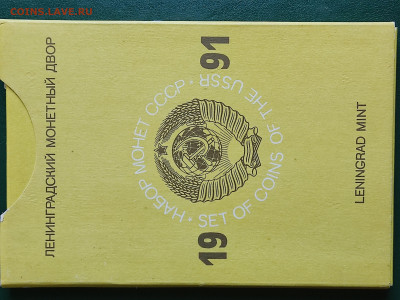 COINS.LAVE.RU
ЛЕНИНГРАДСКИЙ МОНЕТНЫЙ ДВОР
НАБОР МОНЕТ СССР · SET OF COINS OF THE USSR ·
19 91
LENINGRAD MINT